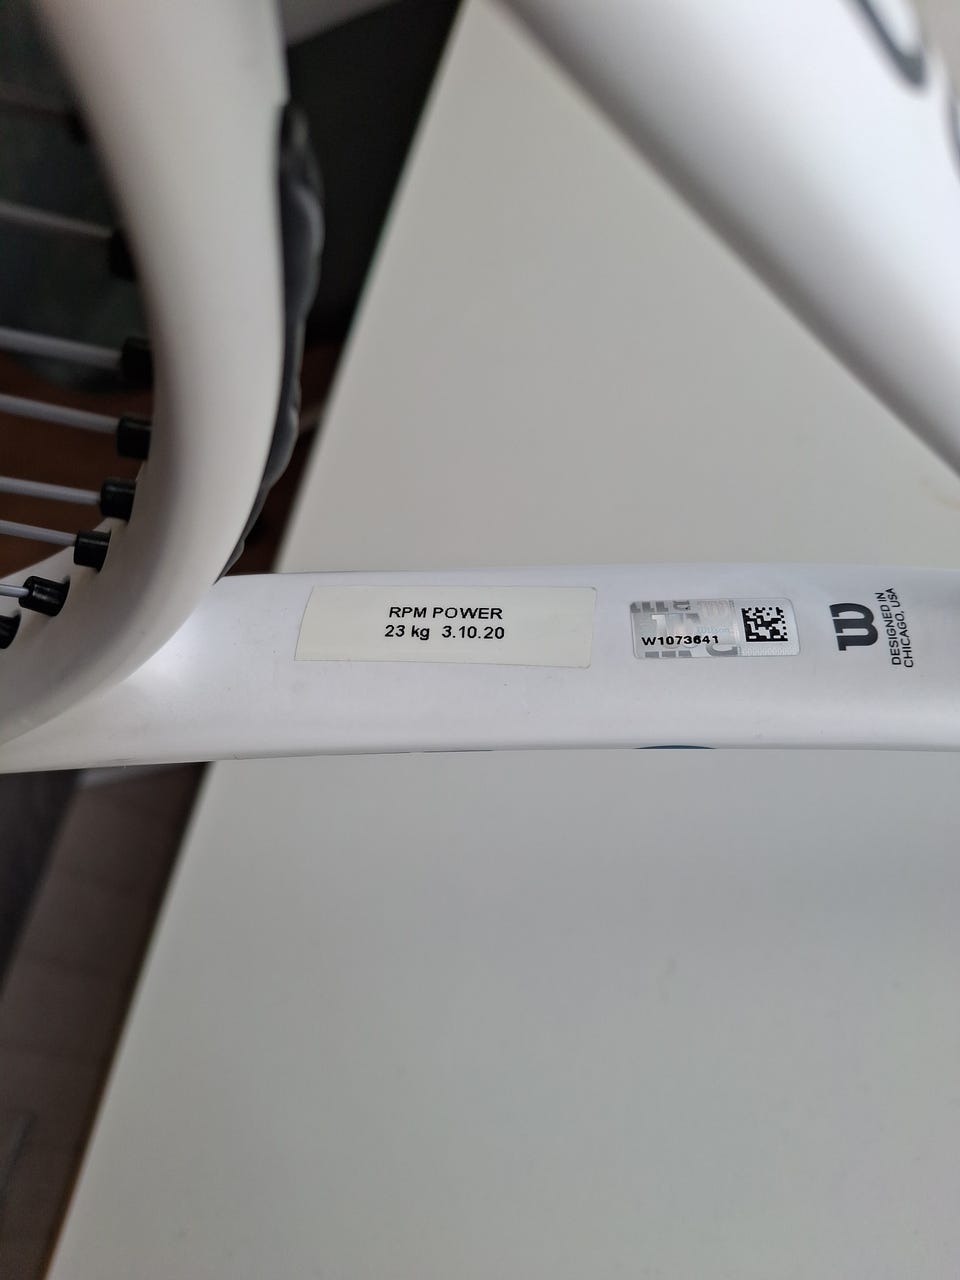 RPM POWER
23 kg 3.10.20
W1073641
DESIGNED IN
CHICAGO, USA